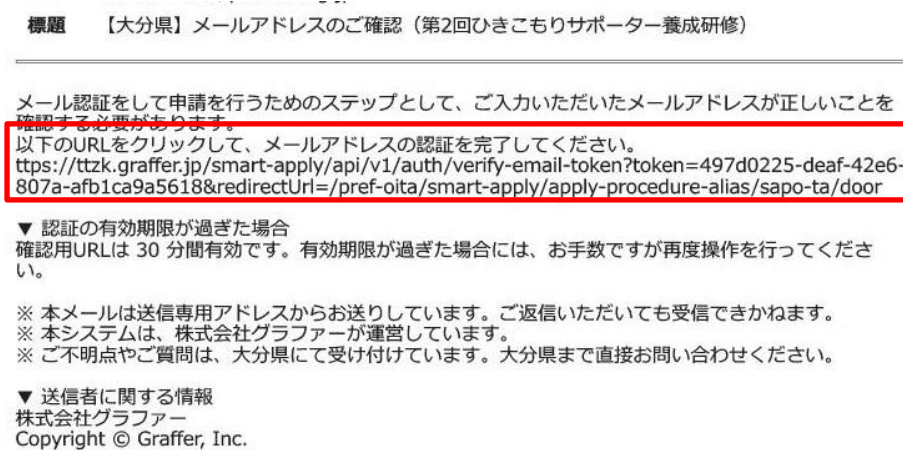 標題 【大分県】メールアドレスのご確認（第2回ひきこもりサポーター養成研修）
メール認証をして申請を行うためのステップとして、ご入力いただいたメールアドレスが正しいことを
確認する必要があります。
以下のURLをクリックして、メールアドレスの認証を完了してください。
ttps://ttzk.graffer.jp/smart-apply/api/v1/auth/verify-email-token?token=497d0225-deaf-42e6-
807a-afb1ca9a5618&redirectUrl=/pref-oita/smart-apply/apply-procedure-alias/sapo-ta/door
▼ 認証の有効期限が過ぎた場合
確認用URLは 30 分間有効です。有効期限が過ぎた場合には、お手数ですが再度操作を行ってくださ
い。
※ 本メールは送信専用アドレスからお送りしています。ご返信いただいても受信できかねます。
※ 本システムは、株式会社グラファーが運営しています。
※ ご不明点やご質問は、大分県にて受け付けています。大分県まで直接お問い合わせください。
▼ 送信者に関する情報
株式会社グラファー
Copyright © Graffer, Inc.